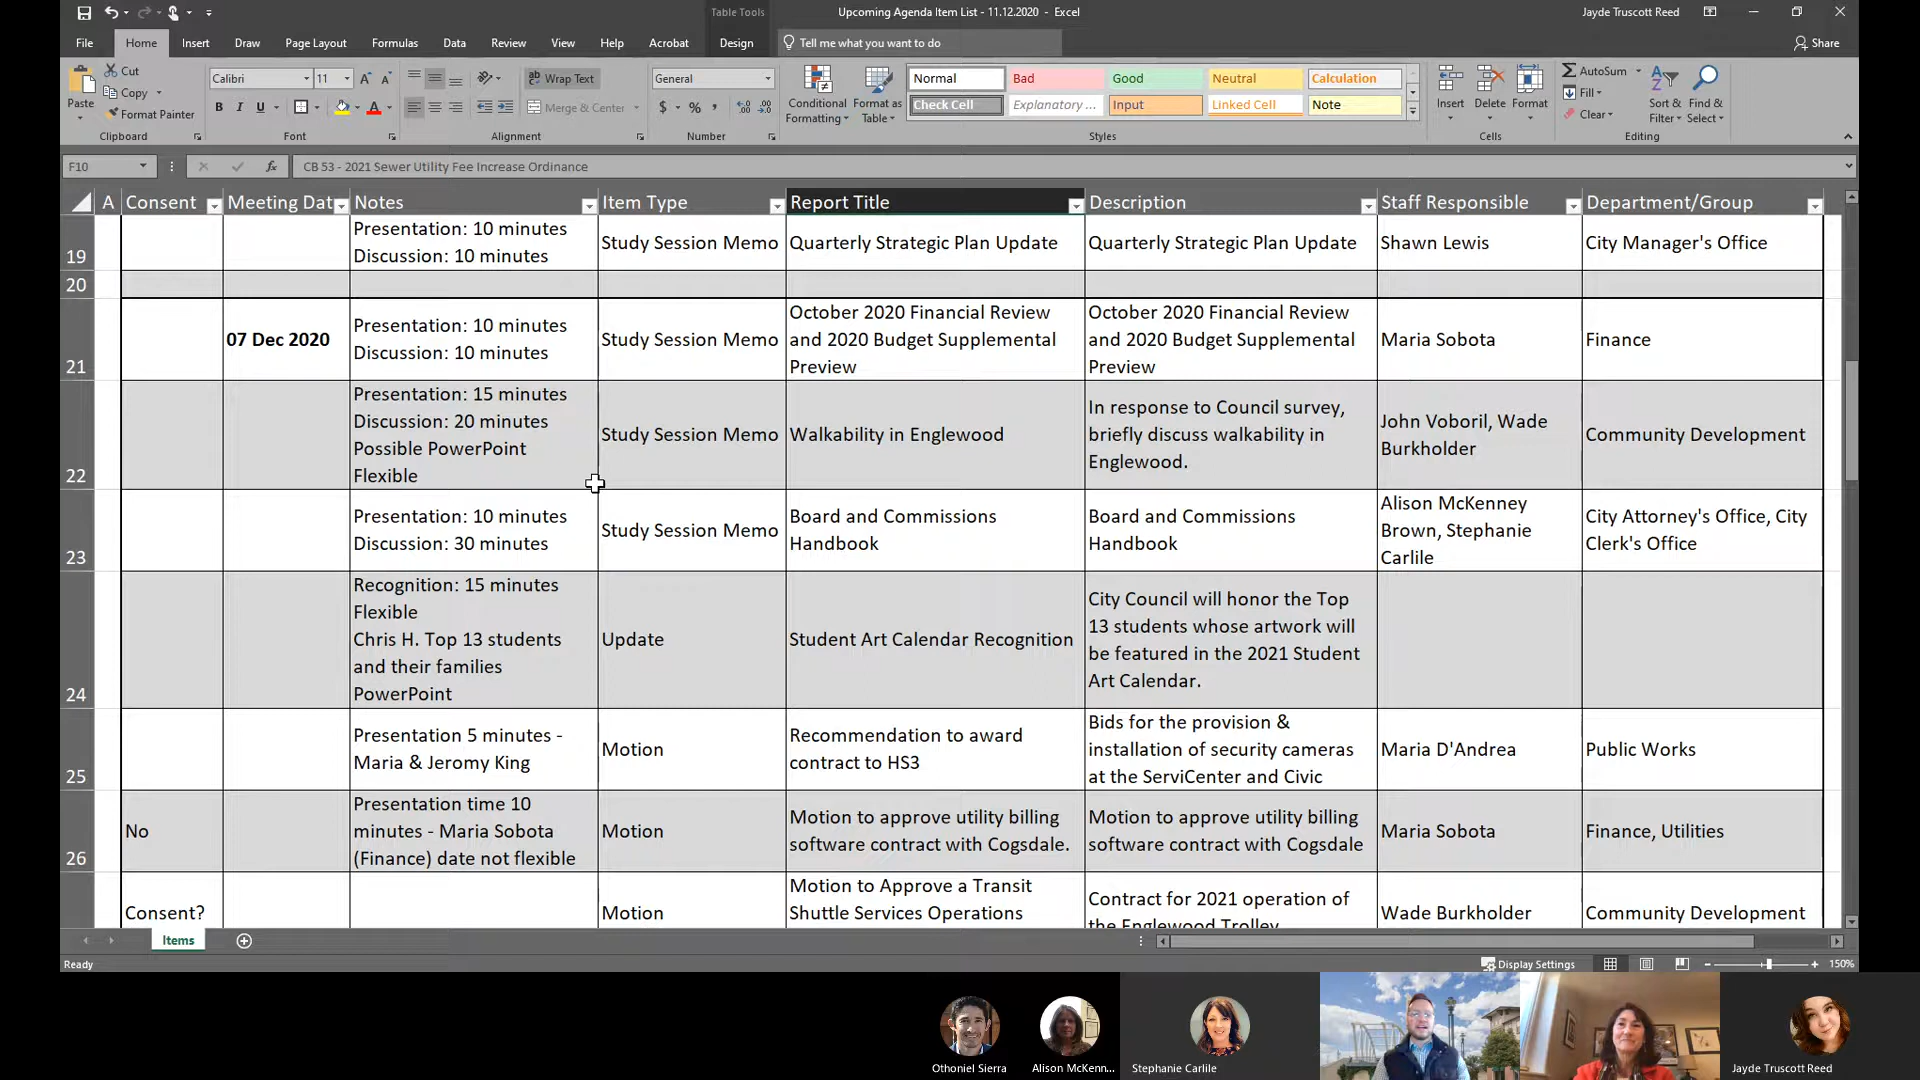 Table Tools
Upcoming Agenda Item List - 11.12.2020 - Excel
Jayde Truscott Reed
File Home Insert Draw Page Layout Formulas Data Review View Help Acrobat Design Tell me what you want to do Share
Paste
Cut
Copy
Format Painter
Clipboard
Calibri 11
B I U
Font
Wrap Text
Merge & Center
Alignment
General
$ % ,
Number
Conditional Formatting
Format as Table
Normal Bad Good Neutral Calculation
Check Cell Explanatory ... Input Linked Cell Note
Styles
Insert Delete Format
Cells
AutoSum
Fill
Clear
Sort & Filter
Find & Select
Editing
F10 fx CB 53 - 2021 Sewer Utility Fee Increase Ordinance
A Consent Meeting Dat Notes Item Type Report Title Description Staff Responsible Department/Group
19
Presentation: 10 minutes
Discussion: 10 minutes
Study Session Memo
Quarterly Strategic Plan Update
Quarterly Strategic Plan Update
Shawn Lewis
City Manager's Office
20
21
07 Dec 2020
Presentation: 10 minutes
Discussion: 10 minutes
Study Session Memo
October 2020 Financial Review
and 2020 Budget Supplemental
Preview
October 2020 Financial Review
and 2020 Budget Supplemental
Preview
Maria Sobota
Finance
22
Presentation: 15 minutes
Discussion: 20 minutes
Possible PowerPoint
Flexible
Study Session Memo
Walkability in Englewood
In response to Council survey,
briefly discuss walkability in
Englewood.
John Voboril, Wade
Burkholder
Community Development
23
Presentation: 10 minutes
Discussion: 30 minutes
Study Session Memo
Board and Commissions
Handbook
Board and Commissions
Handbook
Alison McKenney
Brown, Stephanie
Carlile
City Attorney's Office, City
Clerk's Office
24
Recognition: 15 minutes
Flexible
Chris H. Top 13 students
and their families
PowerPoint
Update
Student Art Calendar Recognition
City Council will honor the Top
13 students whose artwork will
be featured in the 2021 Student
Art Calendar.
25
Presentation 5 minutes -
Maria & Jeromy King
Motion
Recommendation to award
contract to HS3
Bids for the provision &
installation of security cameras
at the ServiCenter and Civic
Maria D'Andrea
Public Works
26
No
Presentation time 10
minutes - Maria Sobota
(Finance) date not flexible
Motion
Motion to approve utility billing
software contract with Cogsdale.
Motion to approve utility billing
software contract with Cogsdale
Maria Sobota
Finance, Utilities
Consent?
Motion
Motion to Approve a Transit
Shuttle Services Operations
Contract for 2021 operation of
the Englewood Trolley
Wade Burkholder
Community Development
Items
Ready
Display Settings
150%
Othoniel Sierra
Alison McKenn...
Stephanie Carlile
Jayde Truscott Reed